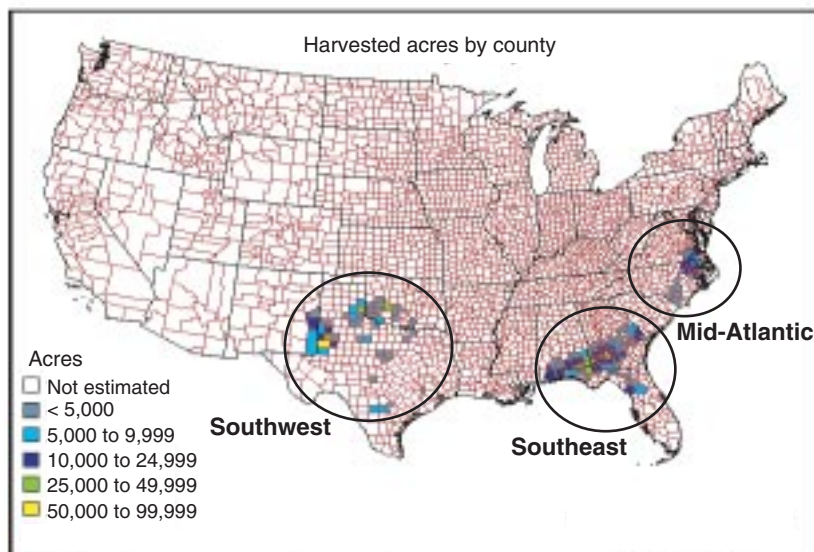 Harvested acres by county
Mid-Atlantic
Southwest
Southeast
Acres
Not estimated
< 5,000
5,000 to 9,999
10,000 to 24,999
25,000 to 49,999
50,000 to 99,999